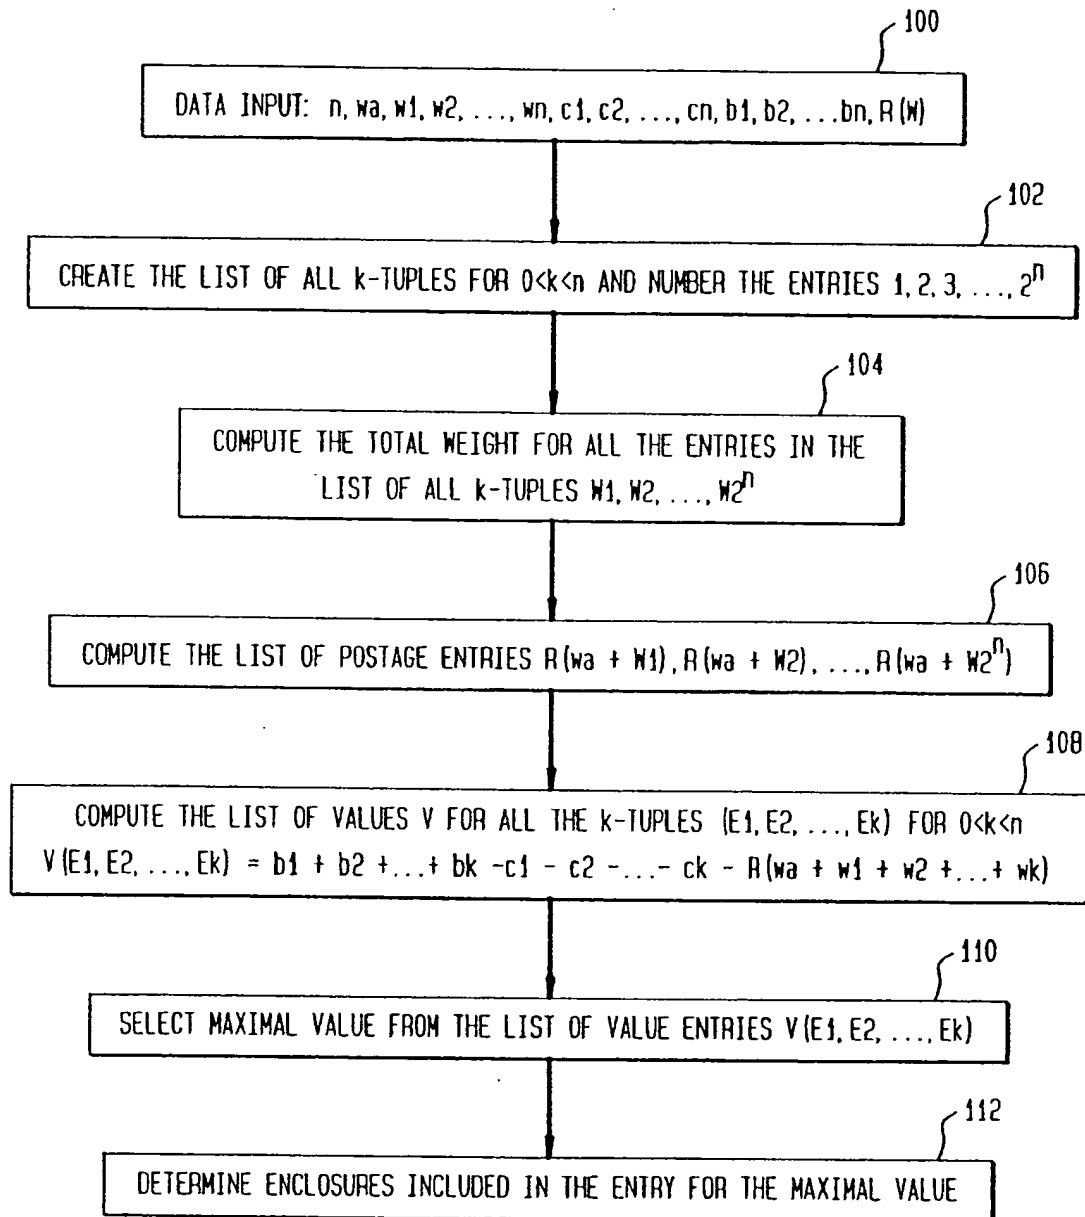 100
DATA INPUT: n, wa, w1, w2, ..., wn, c1, c2, ..., cn, b1, b2, ...bn, R(W)
102
CREATE THE LIST OF ALL k-TUPLES FOR 0<k<n AND NUMBER THE ENTRIES 1, 2, 3, ..., 2^n
104
COMPUTE THE TOTAL WEIGHT FOR ALL THE ENTRIES IN THE
LIST OF ALL k-TUPLES W1, W2, ..., W2^n
106
COMPUTE THE LIST OF POSTAGE ENTRIES R(wa + W1), R(wa + W2), ..., R(wa + W2^n)
108
COMPUTE THE LIST OF VALUES V FOR ALL THE k-TUPLES (E1, E2, ..., Ek) FOR 0<k<n
V(E1, E2, ..., Ek) = b1 + b2 +...+ bk -c1 - c2 -...- ck - R(wa + w1 + w2 +...+ wk)
110
SELECT MAXIMAL VALUE FROM THE LIST OF VALUE ENTRIES V(E1, E2, ..., Ek)
112
DETERMINE ENCLOSURES INCLUDED IN THE ENTRY FOR THE MAXIMAL VALUE